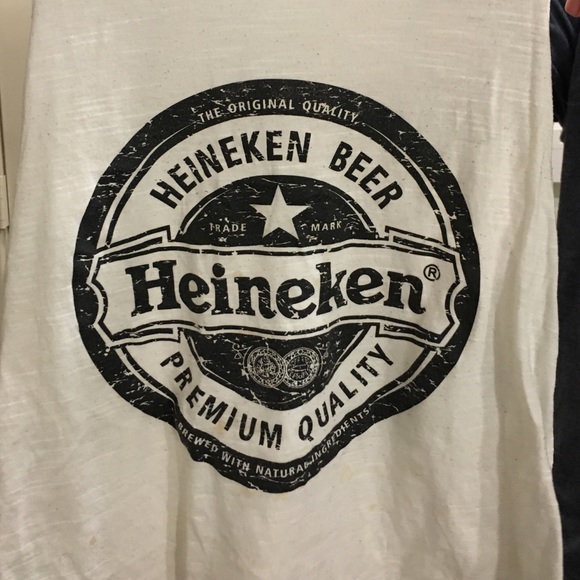 THE ORIGINAL QUALITY
HEINEKEN BEER
TRADE MARK
Heineken®
PREMIUM QUALITY
BREWED WITH NATURAL INGREDIENTS